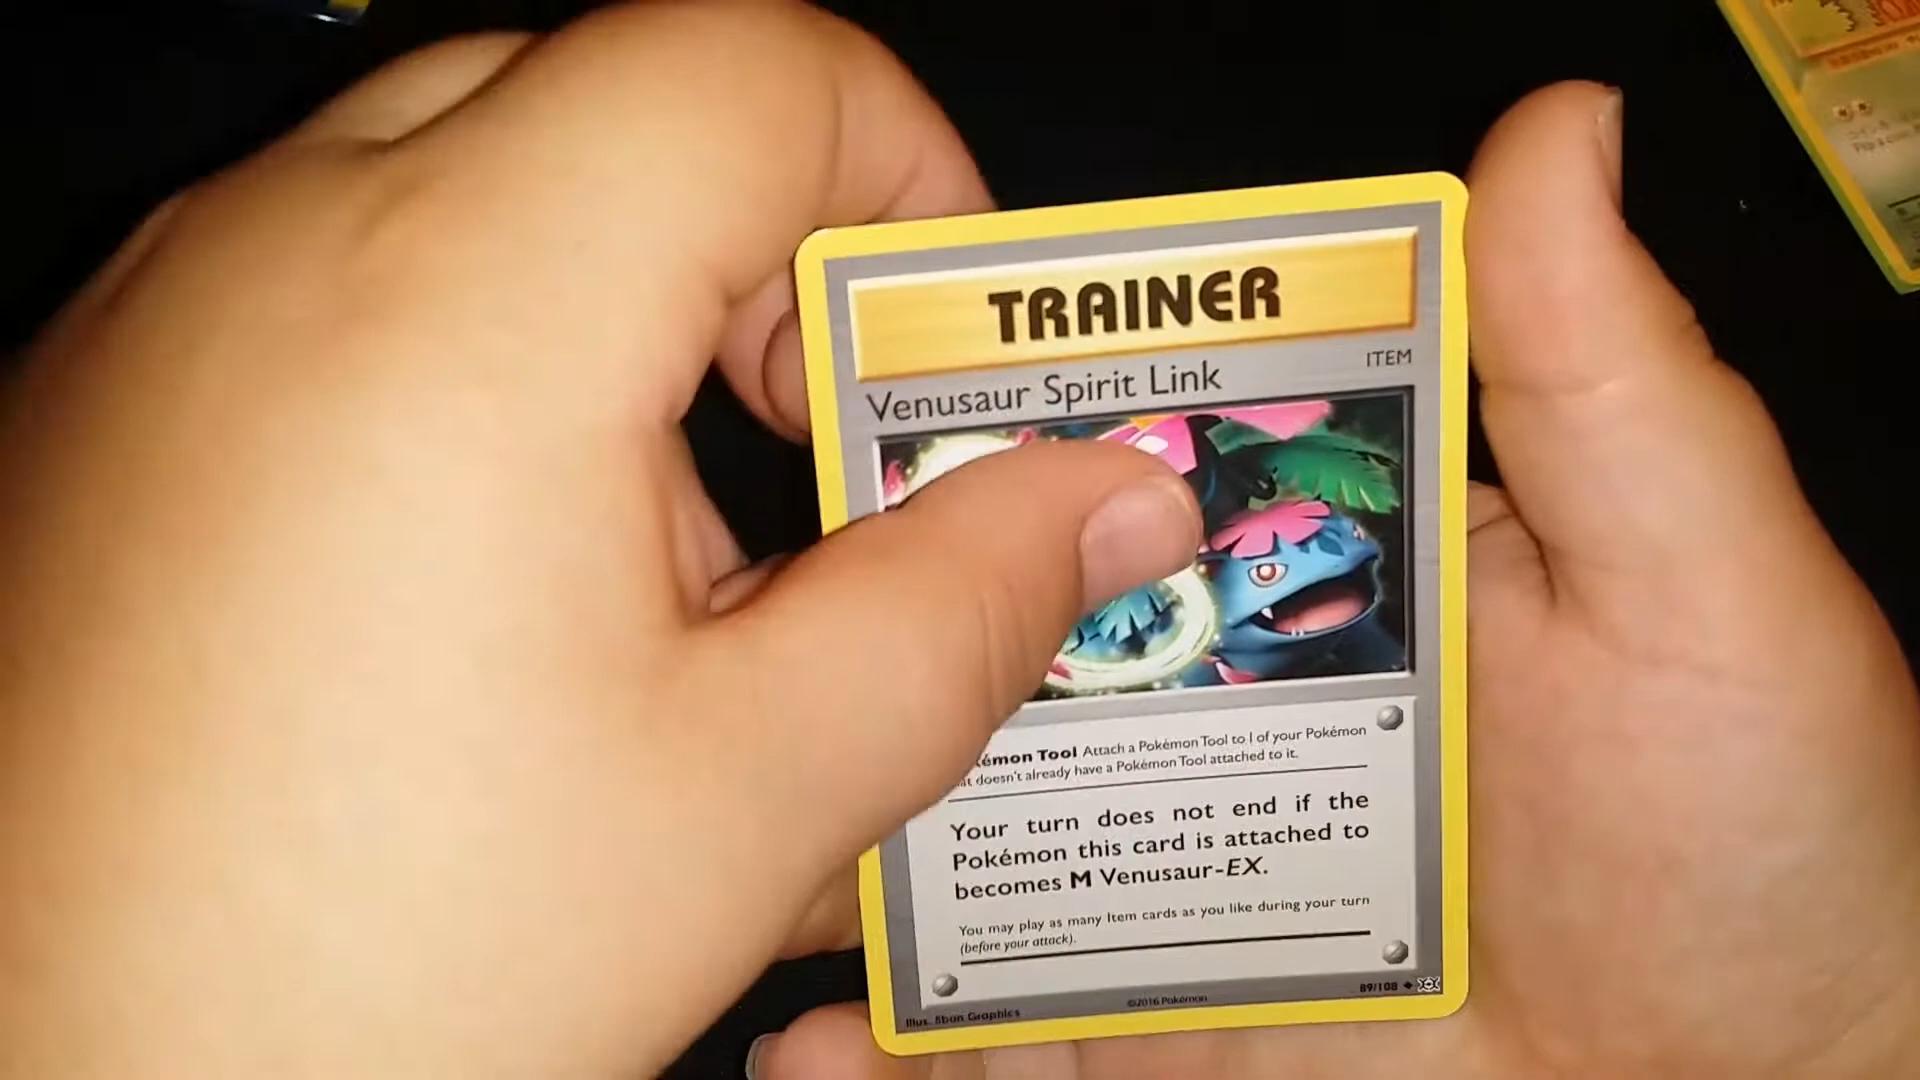 TRAINER
ITEM
Venusaur Spirit Link
émon Tool Attach a Pokémon Tool to 1 of your Pokémon
doesn't already have a Pokémon Tool attached to it.
Your turn does not end if the
Pokémon this card is attached to
becomes M Venusaur-EX.
You may play as many Item cards as you like during your turn
(before your attack).
89/108
©2016 Pokémon
Illus. 5ban Graphics